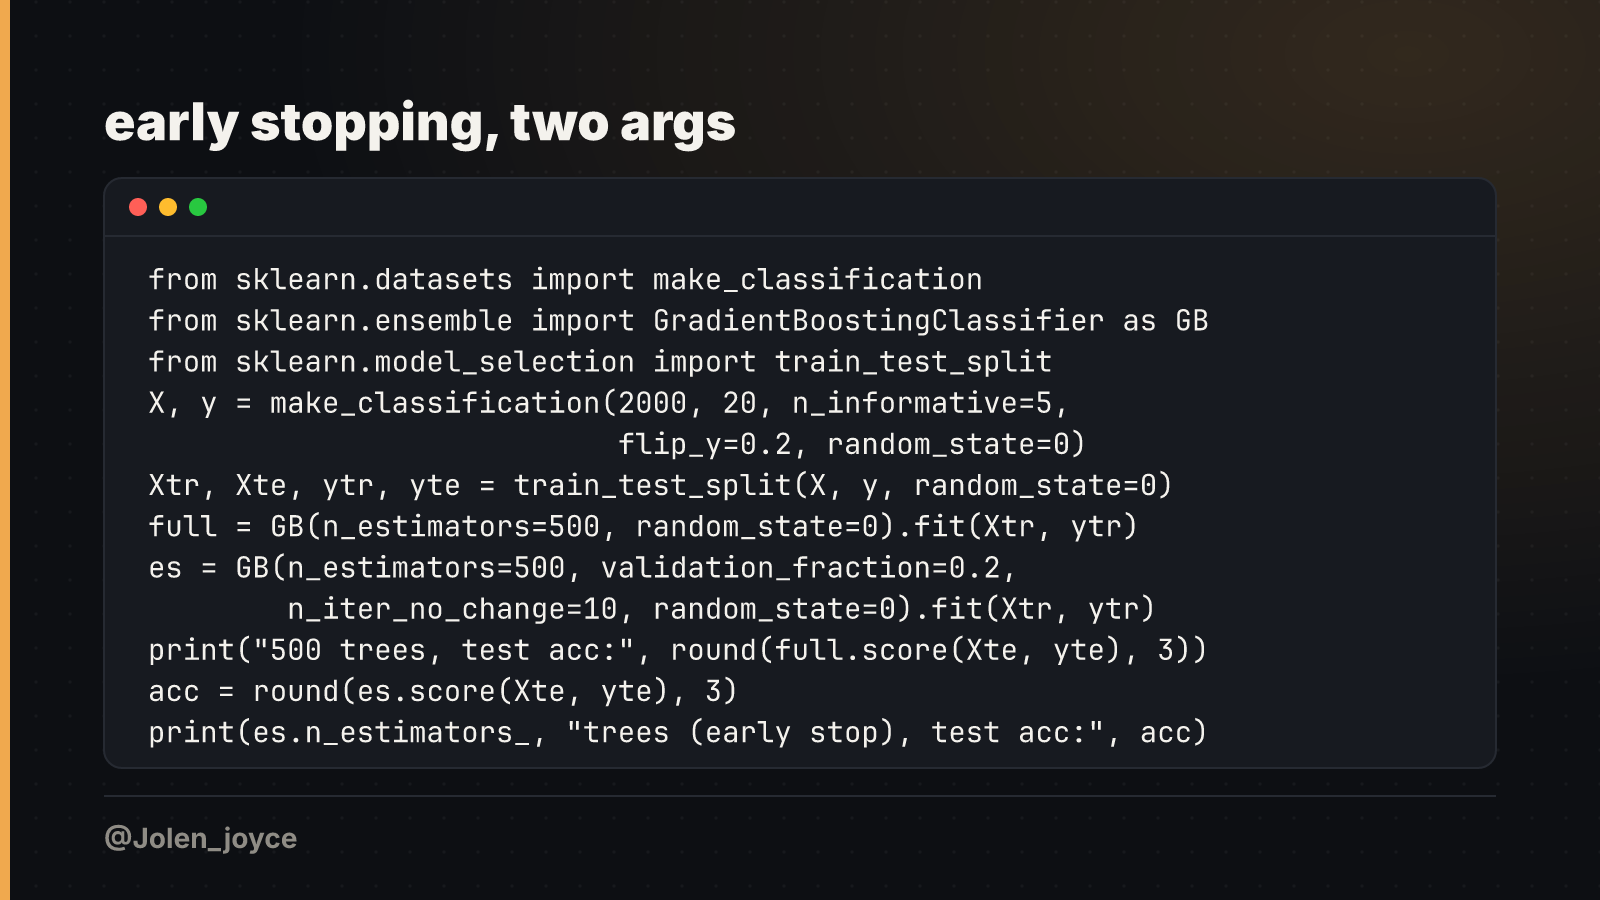 early stopping, two args
from sklearn.datasets import make_classification
from sklearn.ensemble import GradientBoostingClassifier as GB
from sklearn.model_selection import train_test_split
X, y = make_classification(2000, 20, n_informative=5,
                           flip_y=0.2, random_state=0)
Xtr, Xte, ytr, yte = train_test_split(X, y, random_state=0)
full = GB(n_estimators=500, random_state=0).fit(Xtr, ytr)
es = GB(n_estimators=500, validation_fraction=0.2,
        n_iter_no_change=10, random_state=0).fit(Xtr, ytr)
print("500 trees, test acc:", round(full.score(Xte, yte), 3))
acc = round(es.score(Xte, yte), 3)
print(es.n_estimators_, "trees (early stop), test acc:", acc)
@Jolen_joyce